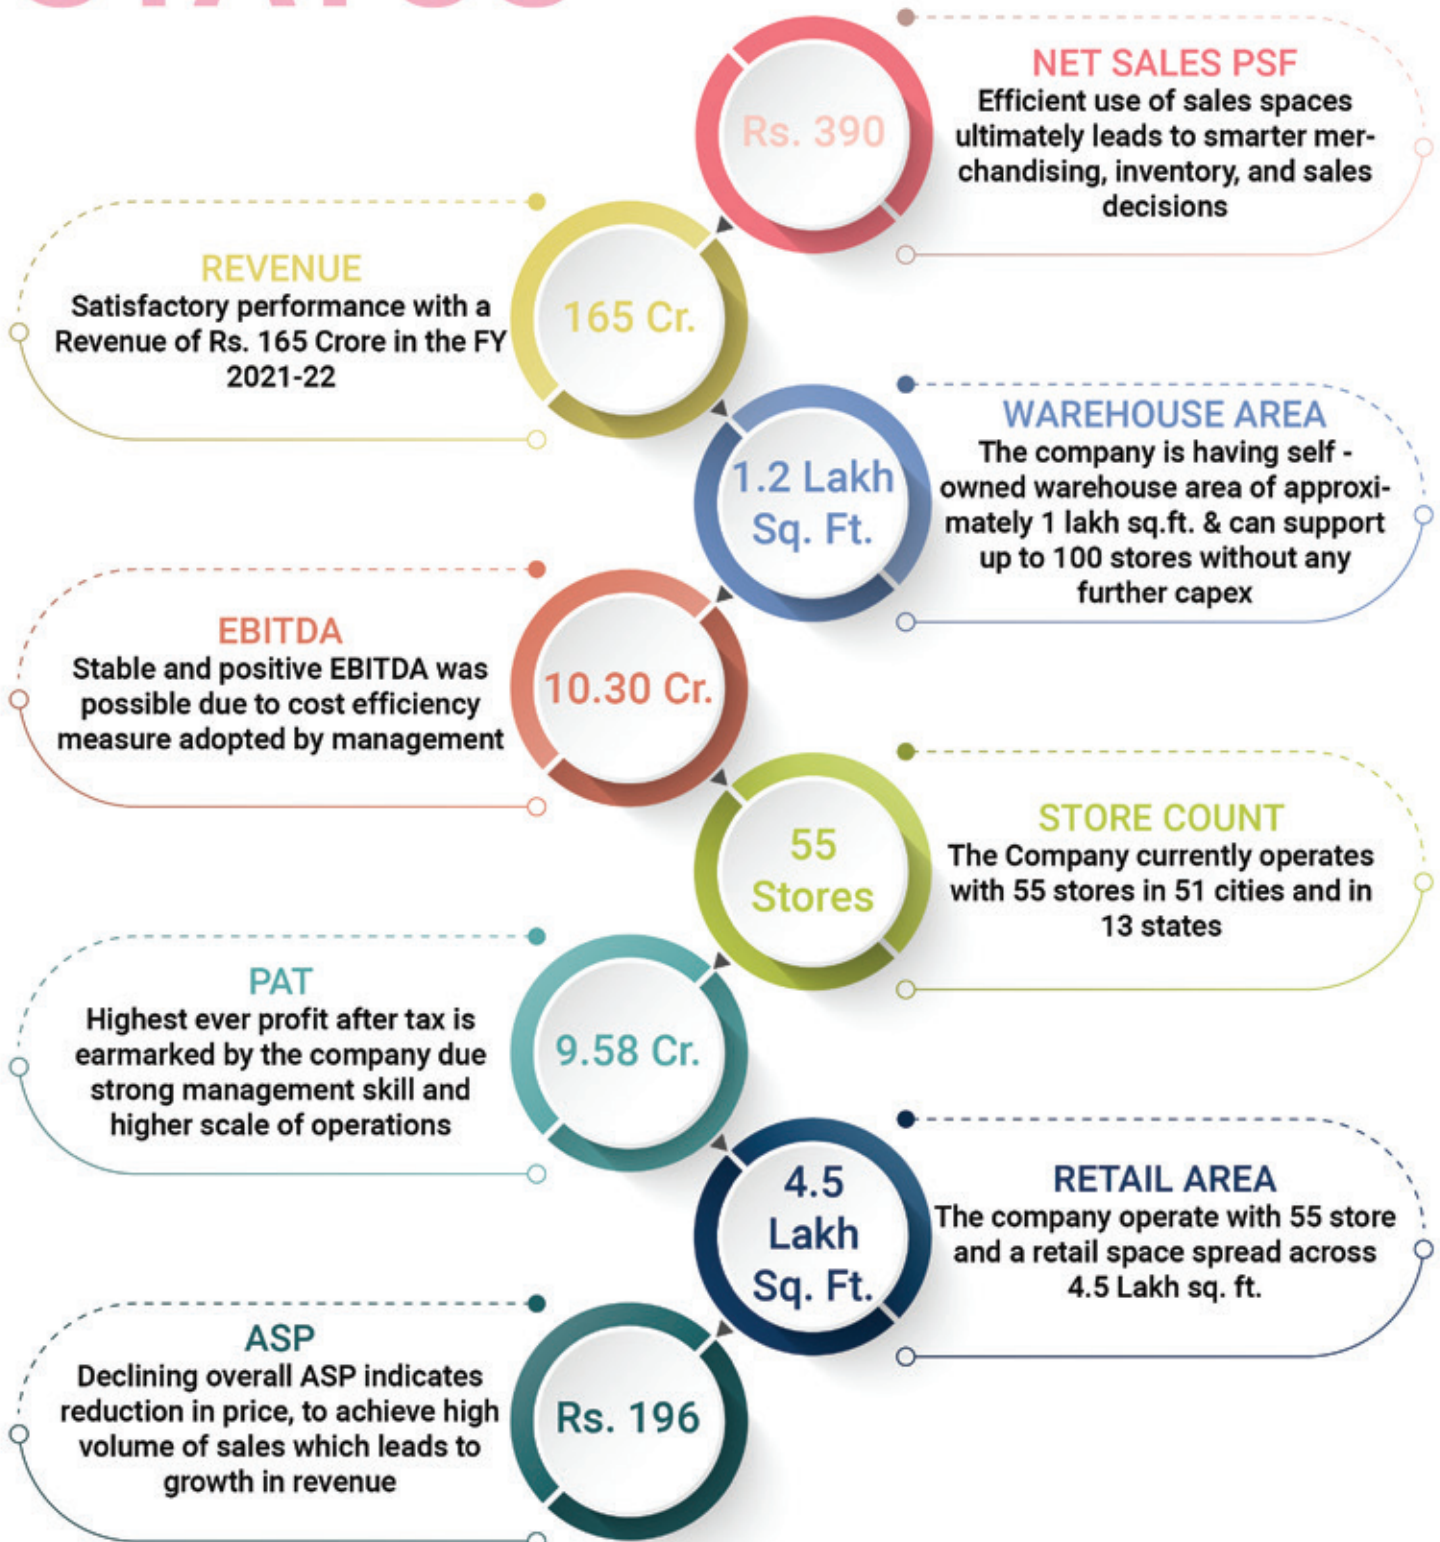 STATUS
Rs. 390
NET SALES PSF
Efficient use of sales spaces
ultimately leads to smarter mer-
chandising, inventory, and sales
decisions
REVENUE
Satisfactory performance with a
Revenue of Rs. 165 Crore in the FY
2021-22
165 Cr.
1.2 Lakh
Sq. Ft.
WAREHOUSE AREA
The company is having self -
owned warehouse area of approxi-
mately 1 lakh sq.ft. & can support
up to 100 stores without any
further capex
EBITDA
Stable and positive EBITDA was
possible due to cost efficiency
measure adopted by management
10.30 Cr.
55
Stores
STORE COUNT
The Company currently operates
with 55 stores in 51 cities and in
13 states
PAT
Highest ever profit after tax is
earmarked by the company due
strong management skill and
higher scale of operations
9.58 Cr.
4.5
Lakh
Sq. Ft.
RETAIL AREA
The company operate with 55 store
and a retail space spread across
4.5 Lakh sq. ft.
ASP
Declining overall ASP indicates
reduction in price, to achieve high
volume of sales which leads to
growth in revenue
Rs. 196